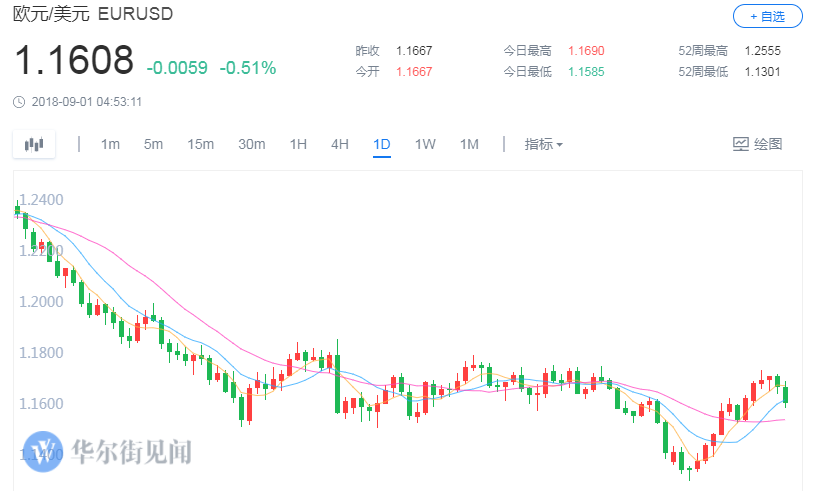 欧元/美元 EURUSD
+ 自选
1.1608 -0.0059 -0.51%
昨收 1.1667 今日最高 1.1690 52周最高 1.2555
今开 1.1667 今日最低 1.1585 52周最低 1.1301
2018-09-01 04:53:11
1m 5m 15m 30m 1H 4H 1D 1W 1M 指标 绘图
1.2400
1.2200
1.2000
1.1800
1.1600
1.1400
华尔街见闻